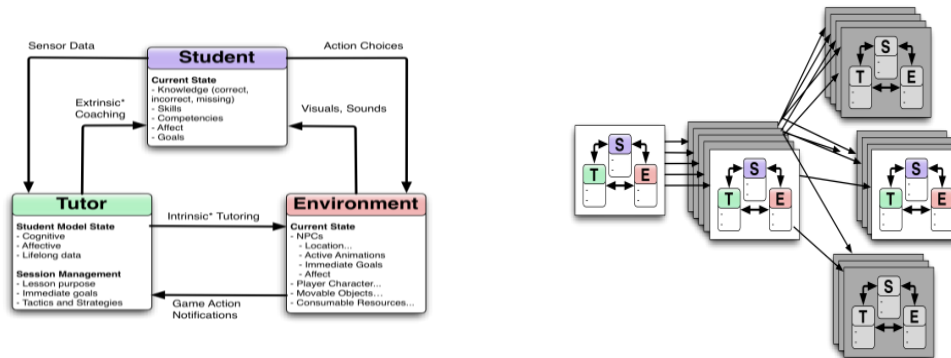 Sensor Data
Action Choices
Student
Current State
- Knowledge (correct,
incorrect, missing)
- Skills
- Competencies
- Affect
- Goals
Extrinsic*
Coaching
Visuals, Sounds
Tutor
Student Model State
- Cognitive
- Affective
- Lifelong data
Session Management
- Lesson purpose
- Immediate goals
- Tactics and Strategies
Intrinsic* Tutoring
Game Action
Notifications
Environment
Current State
- NPCs
- Location...
- Active Animations
- Immediate Goals
- Affect
- Player Character...
- Movable Objects...
- Consumable Resources...
S
T E
S
T E
S
T E
S
T E
S
T E